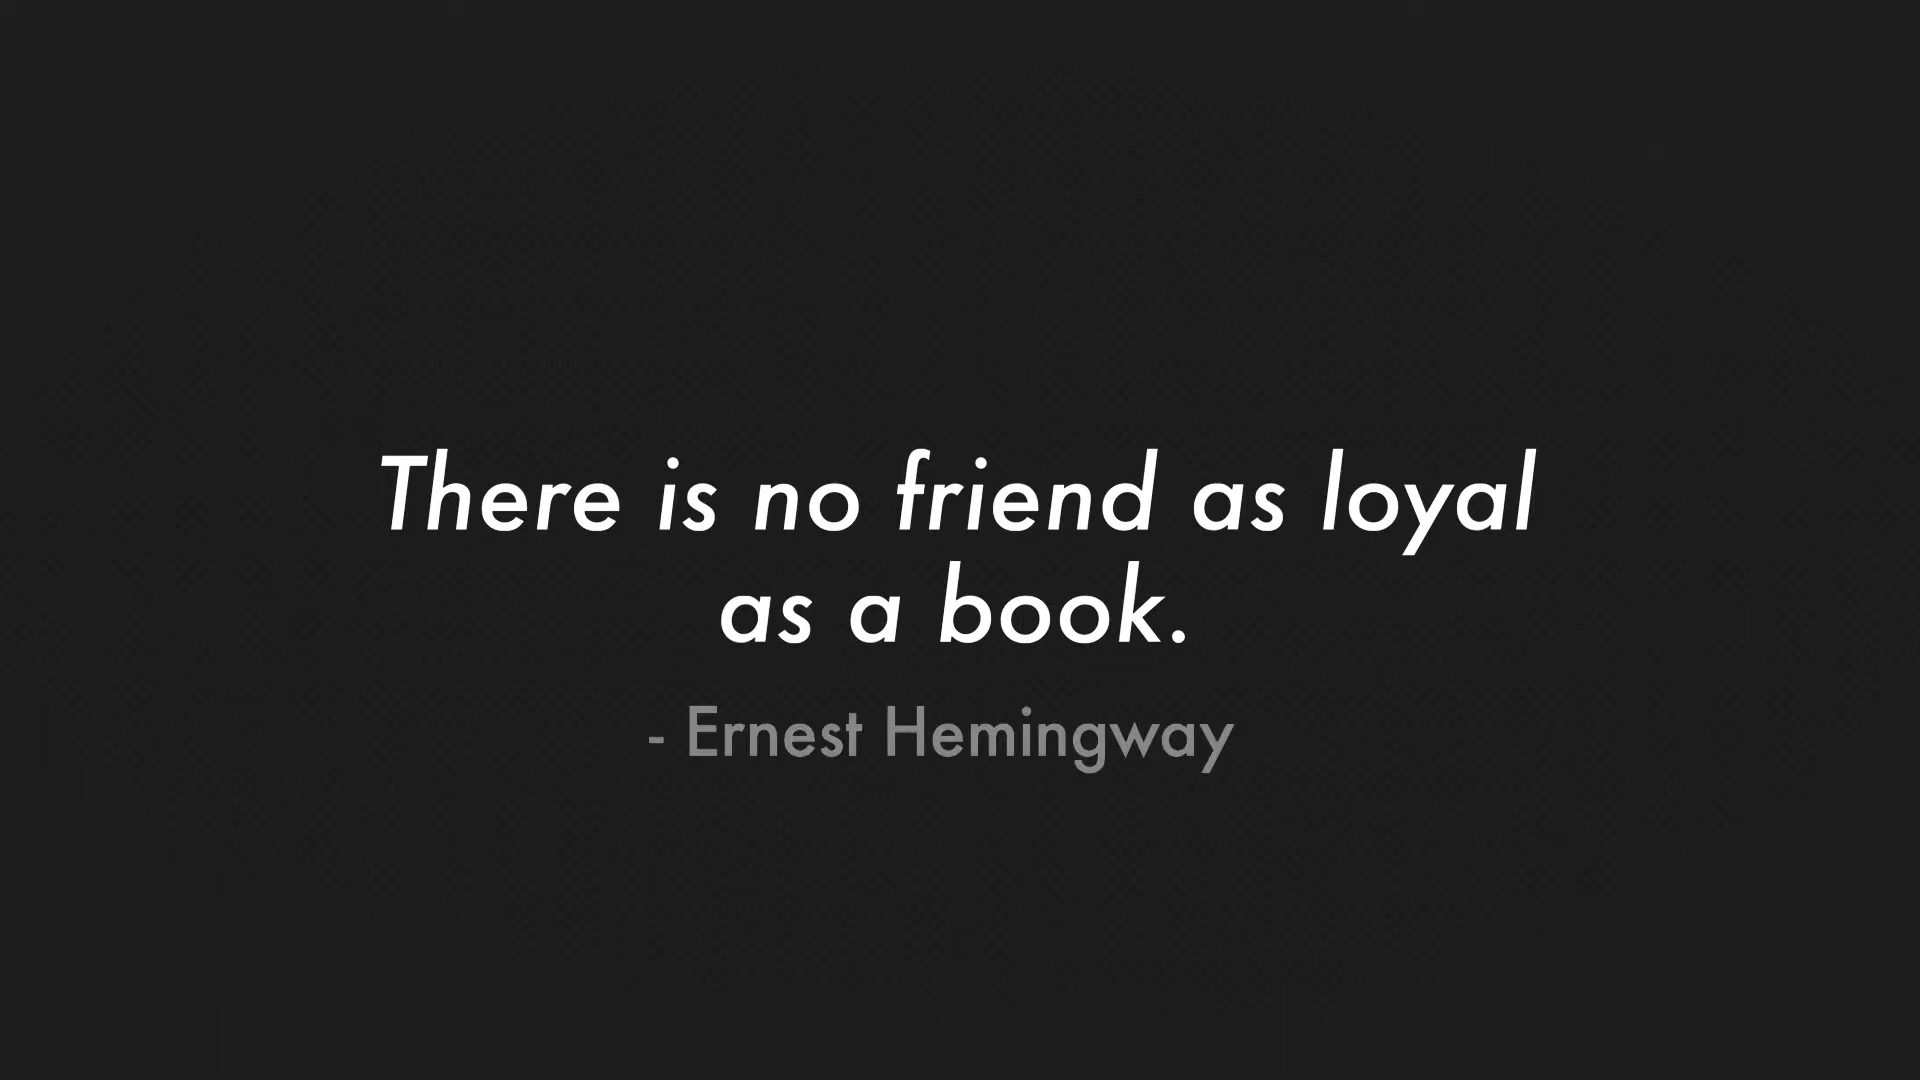 There is no friend as loyal
as a book.
- Ernest Hemingway